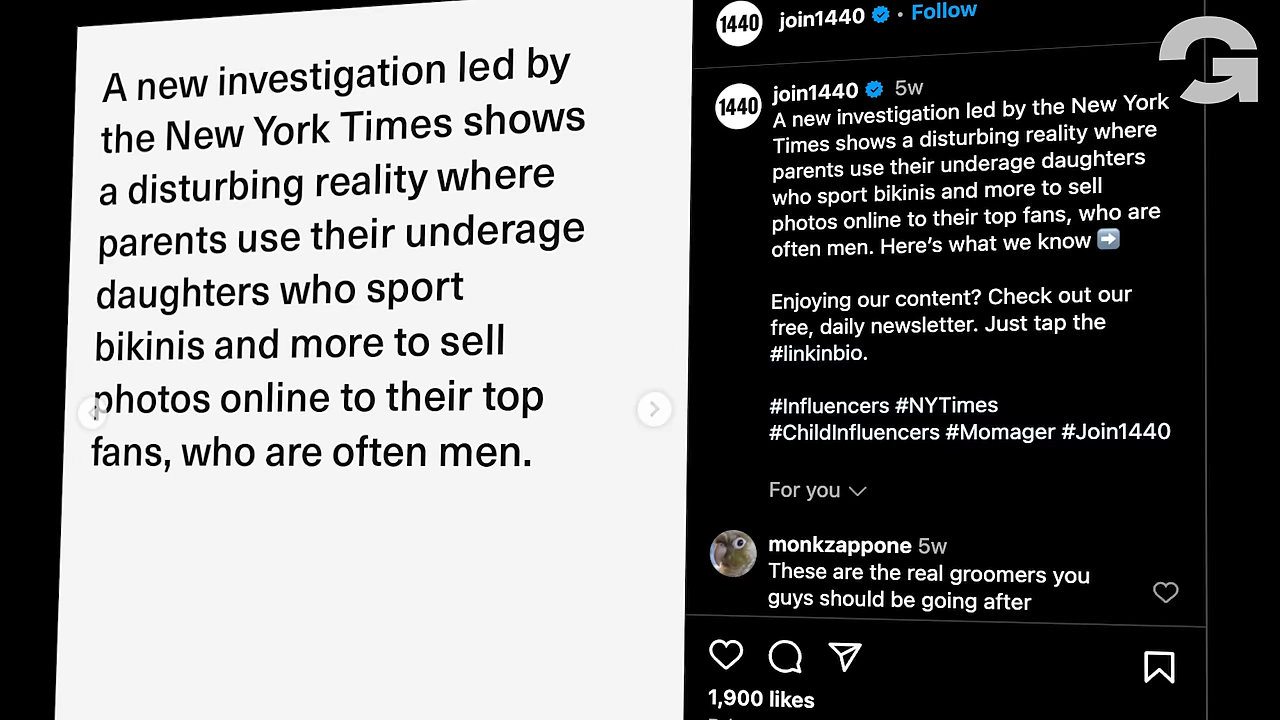 A new investigation led by
the New York Times shows
a disturbing reality where
parents use their underage
daughters who sport
bikinis and more to sell
photos online to their top
fans, who are often men.
1440 join1440 • Follow
1440 join1440 5w
A new investigation led by the New York
Times shows a disturbing reality where
parents use their underage daughters
who sport bikinis and more to sell
photos online to their top fans, who are
often men. Here's what we know ➡️
Enjoying our content? Check out our
free, daily newsletter. Just tap the
#linkinbio.
#Influencers #NYTimes
#ChildInfluencers #Momager #Join1440
For you
monkzappone 5w
These are the real groomers you
guys should be going after
1,900 likes
G